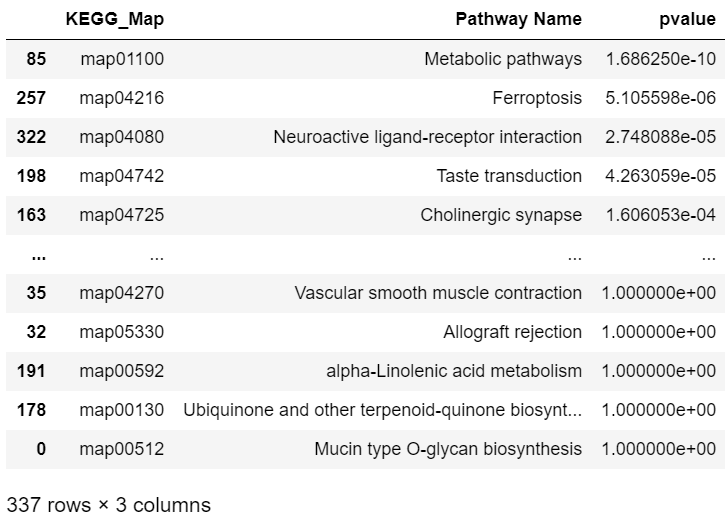 KEGG_Map Pathway Name pvalue
85 map01100 Metabolic pathways 1.686250e-10
257 map04216 Ferroptosis 5.105598e-06
322 map04080 Neuroactive ligand-receptor interaction 2.748088e-05
198 map04742 Taste transduction 4.263059e-05
163 map04725 Cholinergic synapse 1.606053e-04
... ... ... ...
35 map04270 Vascular smooth muscle contraction 1.000000e+00
32 map05330 Allograft rejection 1.000000e+00
191 map00592 alpha-Linolenic acid metabolism 1.000000e+00
178 map00130 Ubiquinone and other terpenoid-quinone biosynt... 1.000000e+00
0 map00512 Mucin type O-glycan biosynthesis 1.000000e+00
337 rows × 3 columns